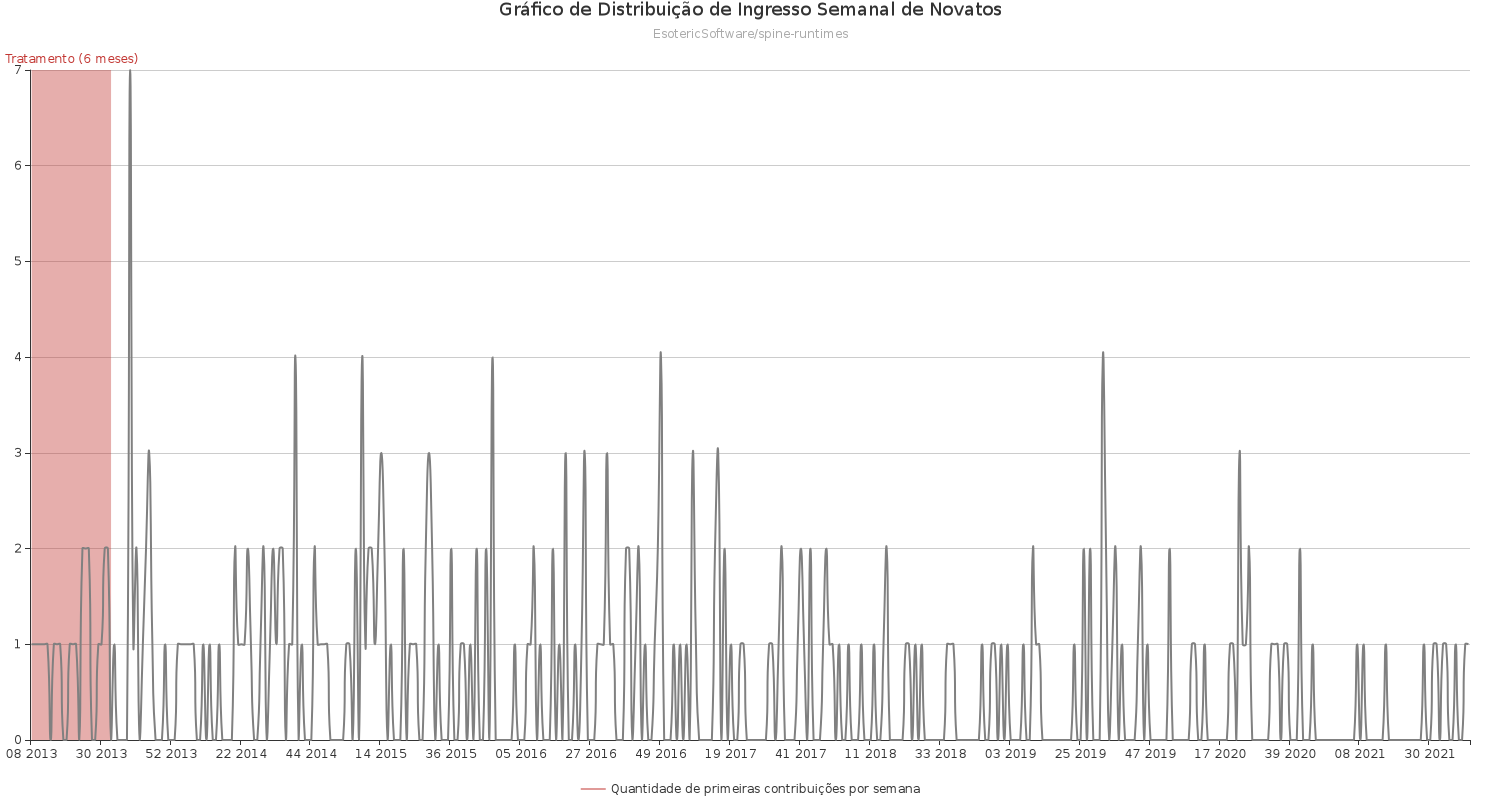 Gráfico de Distribuição de Ingresso Semanal de Novatos
EsotericSoftware/spine-runtimes
Tratamento (6 meses)
7
6
5
4
3
2
1
0
08 2013 30 2013 52 2013 22 2014 44 2014 14 2015 36 2015 05 2016 27 2016 49 2016 19 2017 41 2017 11 2018 33 2018 03 2019 25 2019 47 2019 17 2020 39 2020 08 2021 30 2021
Quantidade de primeiras contribuições por semana